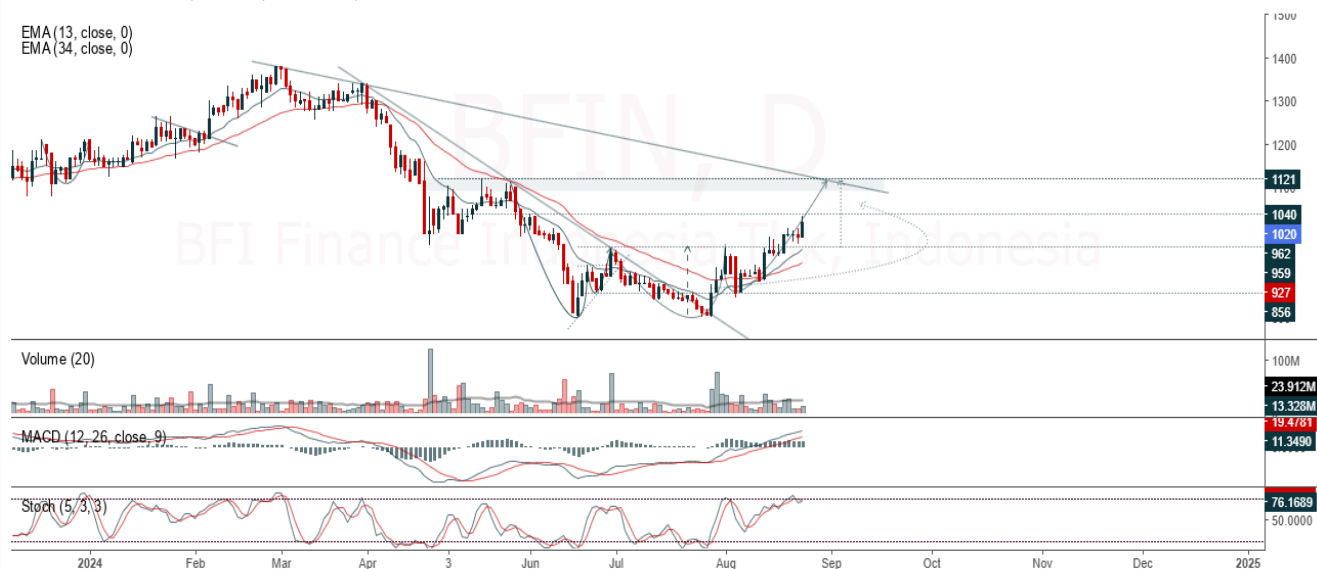 EMA (13, close, 0)
EMA (34, close, 0)
BFIN, D
BFI Finance Indonesia Tbk, Indonesia
1500
1400
1300
1200
1121
1100
1040
1020
962
959
927
856
Volume (20)
100M
23.912M
13.328M
MACD (12, 26, close, 9)
19.4781
11.3490
Stoch (5, 3, 3)
76.1689
50.0000
2024 Feb Mar Apr 3 Jun Jul Aug Sep Oct Nov Dec 2025